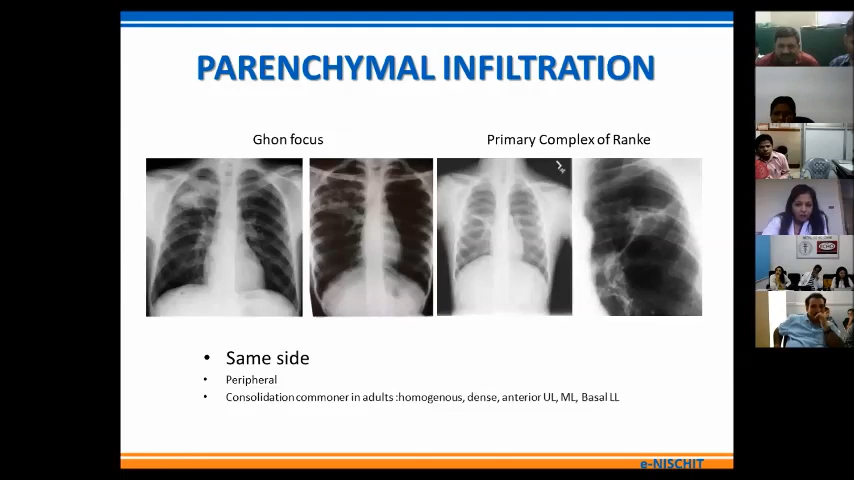 PARENCHYMAL INFILTRATION
Ghon focus
Primary Complex of Ranke
• Same side
• Peripheral
• Consolidation commoner in adults :homogenous, dense, anterior UL, ML, Basal LL
e-NISCHIT